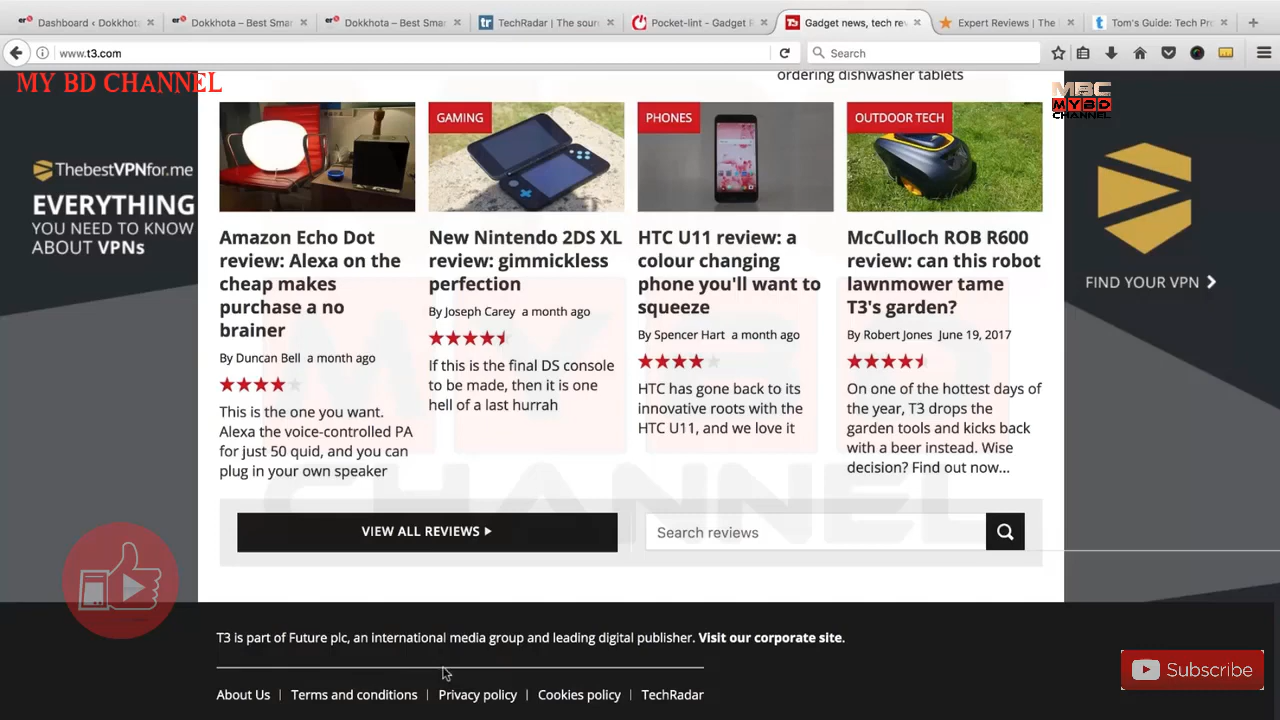 Dashboard ‹ Dokkhota
Dokkhota – Best Smar
Dokkhota – Best Smar
TechRadar | The sour
Pocket-lint - Gadget R
Gadget news, tech rev
Expert Reviews | The
Tom's Guide: Tech Pro
www.t3.com
Search
MY BD CHANNEL
MBC
MYBD
CHANNEL
ordering dishwasher tablets
ThebestVPNfor.me
EVERYTHING
YOU NEED TO KNOW
ABOUT VPNs
FIND YOUR VPN
GAMING
PHONES
OUTDOOR TECH
Amazon Echo Dot
review: Alexa on the
cheap makes
purchase a no
brainer
By Duncan Bell a month ago
This is the one you want.
Alexa the voice-controlled PA
for just 50 quid, and you can
plug in your own speaker
New Nintendo 2DS XL
review: gimmickless
perfection
By Joseph Carey a month ago
If this is the final DS console
to be made, then it is one
hell of a last hurrah
HTC U11 review: a
colour changing
phone you'll want to
squeeze
By Spencer Hart a month ago
HTC has gone back to its
innovative roots with the
HTC U11, and we love it
McCulloch ROB R600
review: can this robot
lawnmower tame
T3's garden?
By Robert Jones June 19, 2017
On one of the hottest days of
the year, T3 drops the
garden tools and kicks back
with a beer instead. Wise
decision? Find out now...
MYBD
CHANNEL
VIEW ALL REVIEWS
Search reviews
T3 is part of Future plc, an international media group and leading digital publisher. Visit our corporate site.
About Us | Terms and conditions | Privacy policy | Cookies policy | TechRadar
Subscribe